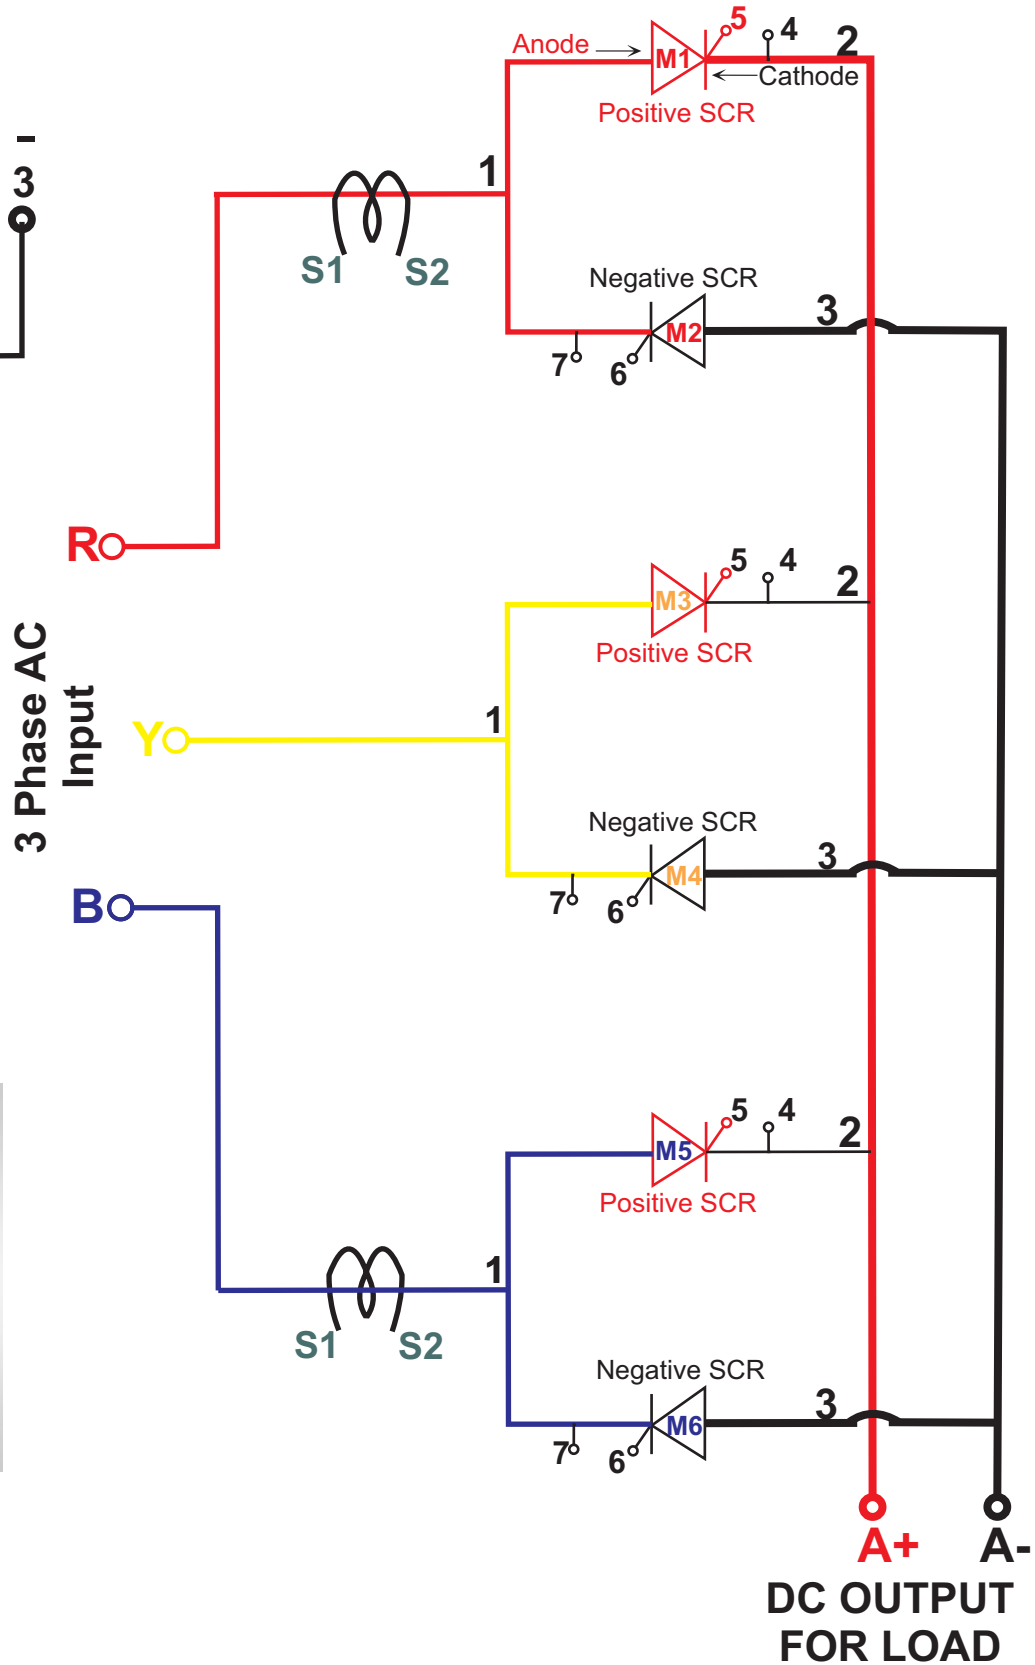 -
3
Anode
M1
5
4
2
Cathode
Positive SCR
1
S1
S2
Negative SCR
M2
3
7
6
R
3 Phase AC
Input
M3
5
4
2
Positive SCR
Y
1
Negative SCR
M4
3
7
6
B
M5
5
4
2
Positive SCR
1
S1
S2
Negative SCR
M6
3
7
6
A+
A-
DC OUTPUT
FOR LOAD